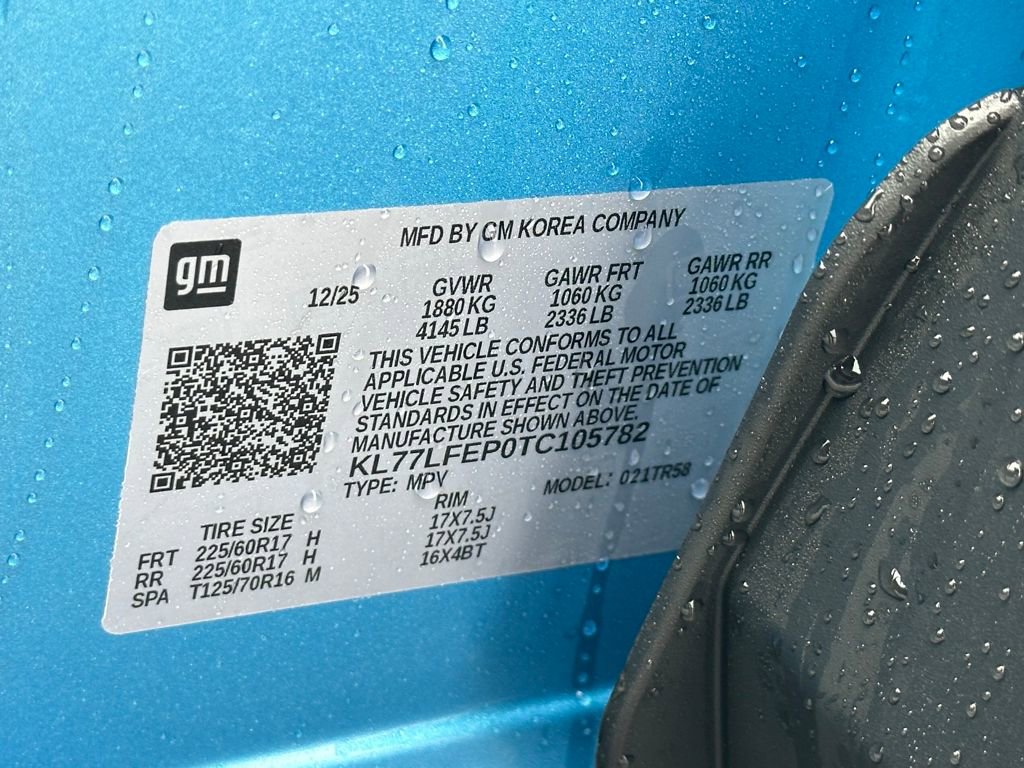 MFD BY GM KOREA COMPANY
gm
12/25
GVWR
1880 KG
4145 LB
GAWR FRT
1060 KG
2336 LB
GAWR RR
1060 KG
2336 LB
THIS VEHICLE CONFORMS TO ALL
APPLICABLE U.S. FEDERAL MOTOR
VEHICLE SAFETY AND THEFT PREVENTION
STANDARDS IN EFFECT ON THE DATE OF
MANUFACTURE SHOWN ABOVE.
KL77LFEP0TC105782
TYPE: MPV MODEL: 021TR58
TIRE SIZE RIM
FRT 225/60R17 H 17X7.5J
RR 225/60R17 H 17X7.5J
SPA T125/70R16 M 16X4BT